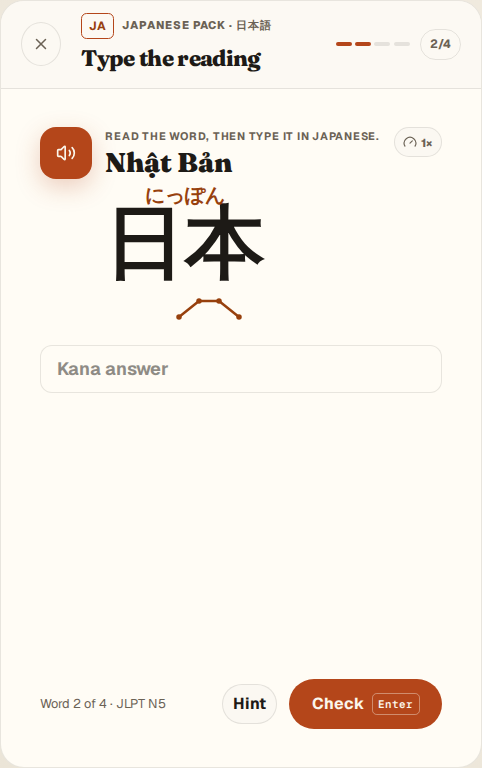 JA JAPANESE PACK · 日本語
Type the reading
2/4
READ THE WORD, THEN TYPE IT IN JAPANESE.
1×
Nhật Bản
にっぽん
日本
Kana answer
Word 2 of 4 · JLPT N5
Hint
Check Enter